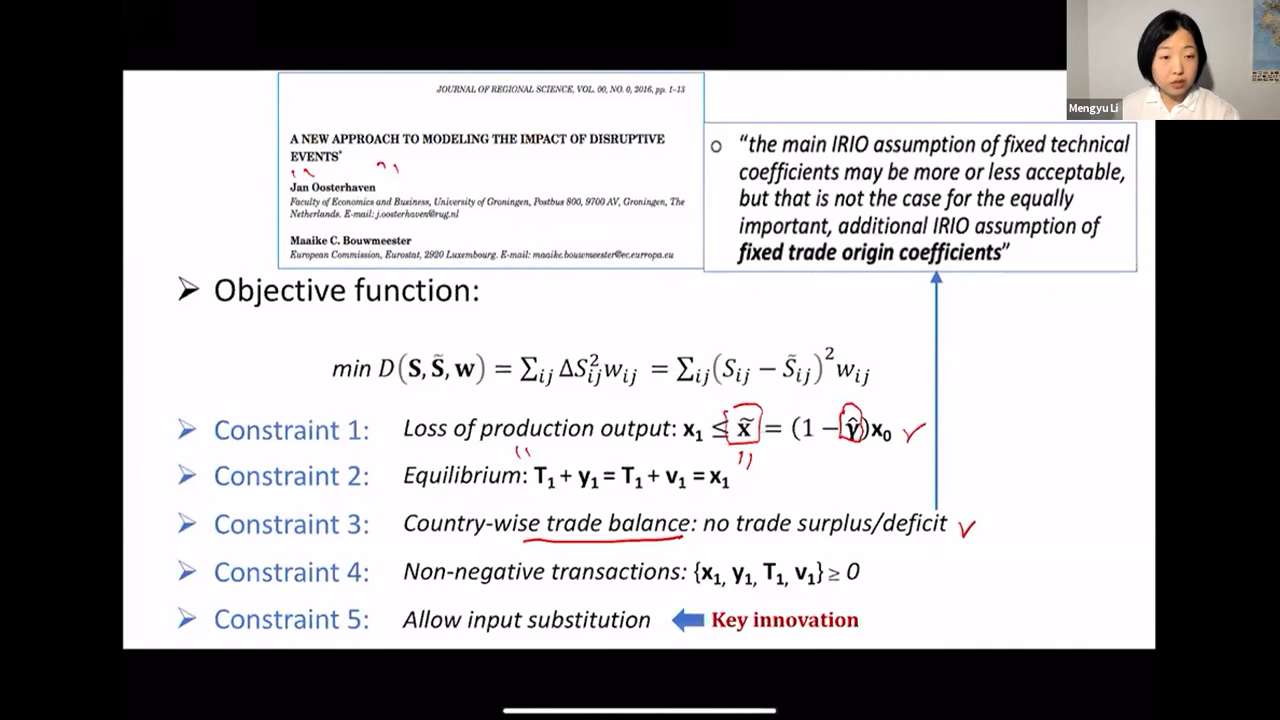 JOURNAL OF REGIONAL SCIENCE, VOL. 00, NO. 0, 2016, pp. 1–13
A NEW APPROACH TO MODELING THE IMPACT OF DISRUPTIVE
EVENTS*
Jan Oosterhaven
Faculty of Economics and Business, University of Groningen, Postbus 800, 9700 AV, Groningen, The
Netherlands. E-mail: j.oosterhaven@rug.nl
Maaike C. Bouwmeester
European Commission, Eurostat, 2920 Luxembourg. E-mail: maaike.bouwmeester@ec.eurropa.eu
Mengyu Li
“the main IRIO assumption of fixed technical
coefficients may be more or less acceptable,
but that is not the case for the equally
important, additional IRIO assumption of
fixed trade origin coefficients”
➢ Objective function:
min D(S, S̃, w) = ∑ᵢⱼ ΔS²ᵢⱼwᵢⱼ = ∑ᵢⱼ(Sᵢⱼ − S̃ᵢⱼ)²wᵢⱼ
➢ Constraint 1: Loss of production output: x₁ ≤ x̃ = (1 − γ̂)x₀
➢ Constraint 2: Equilibrium: T₁ + y₁ = T₁ + v₁ = x₁
➢ Constraint 3: Country-wise trade balance: no trade surplus/deficit
➢ Constraint 4: Non-negative transactions: {x₁, y₁, T₁, v₁} ≥ 0
➢ Constraint 5: Allow input substitution Key innovation